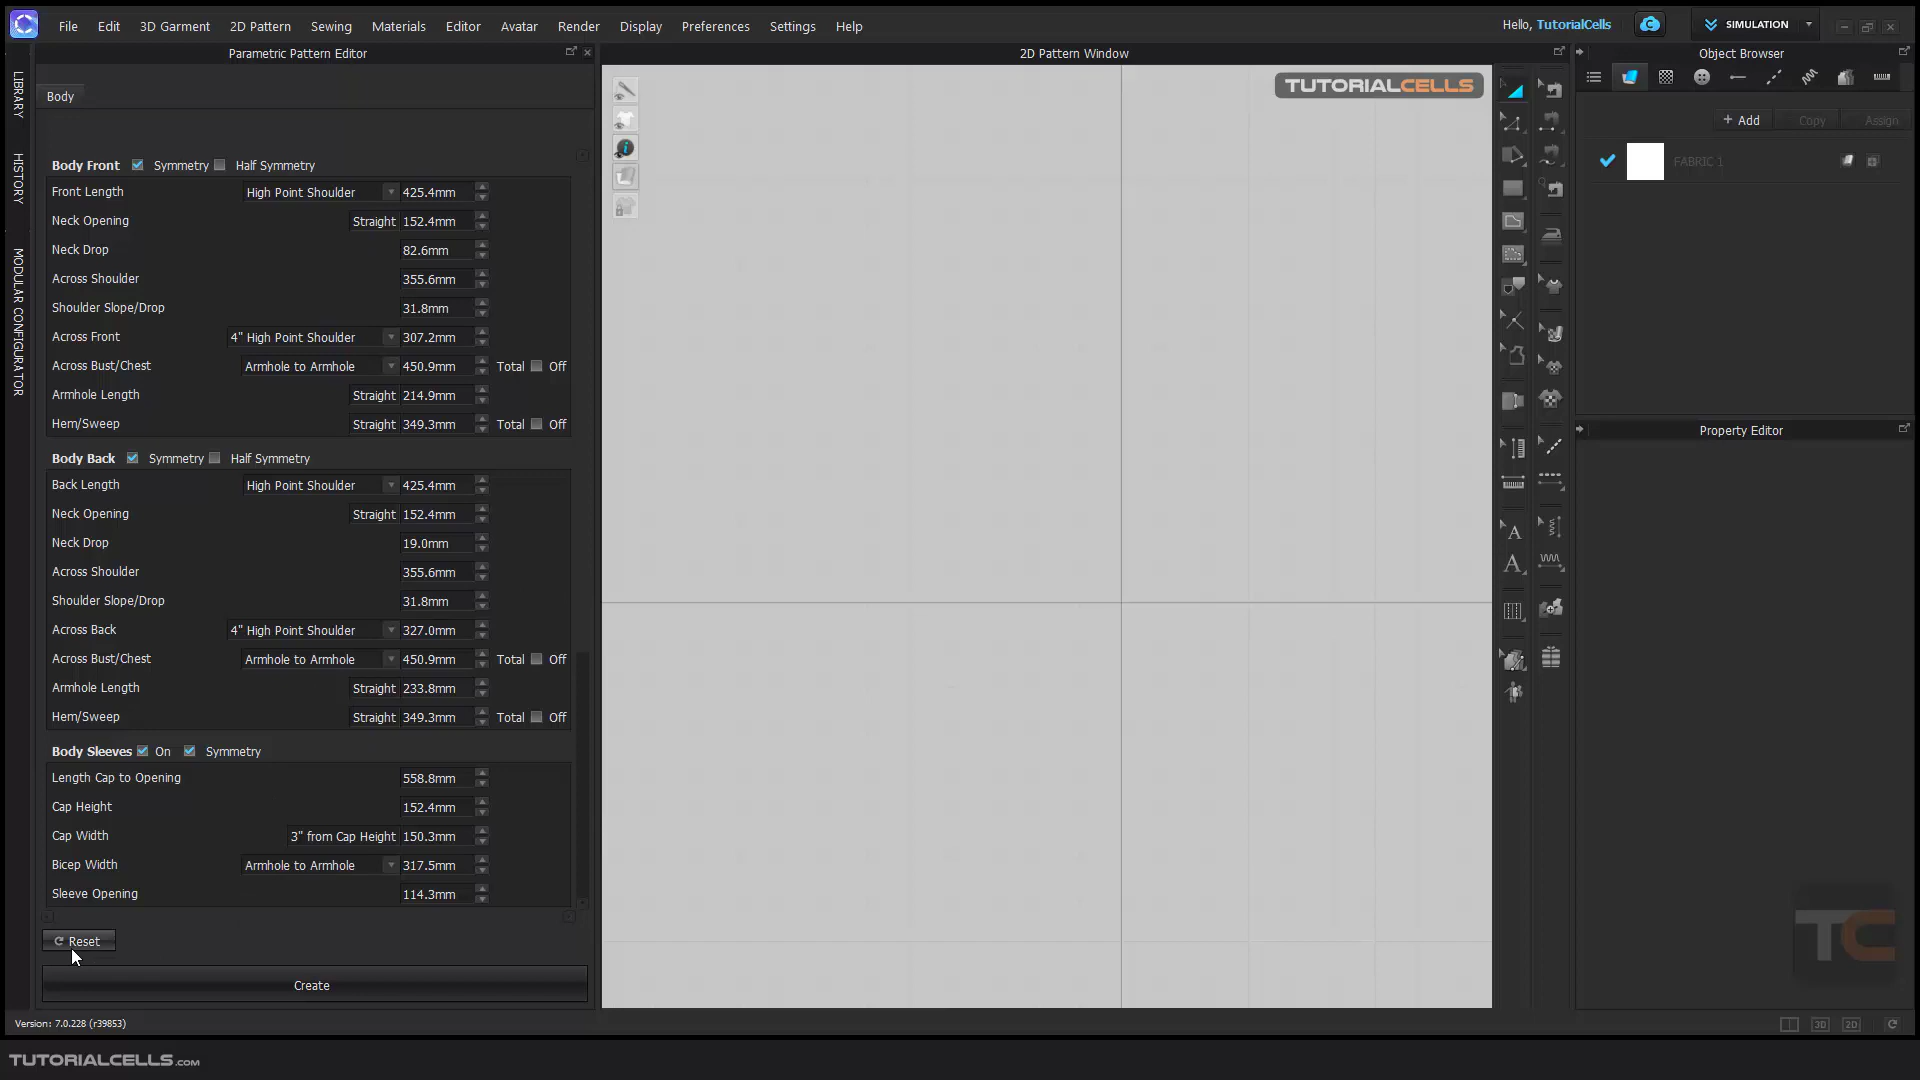 File Edit 3D Garment 2D Pattern Sewing Materials Editor Avatar Render Display Preferences Settings Help
Hello, TutorialCells
SIMULATION
Parametric Pattern Editor
2D Pattern Window
Object Browser
LIBRARY
HISTORY
MODULAR CONFIGURATOR
Body
TUTORIALCELLS
+ Add Copy Assign
FABRIC 1
Body Front Symmetry Half Symmetry
Front Length High Point Shoulder 425.4mm
Neck Opening Straight 152.4mm
Neck Drop 82.6mm
Across Shoulder 355.6mm
Shoulder Slope/Drop 31.8mm
Across Front 4" High Point Shoulder 307.2mm
Across Bust/Chest Armhole to Armhole 450.9mm Total Off
Armhole Length Straight 214.9mm
Hem/Sweep Straight 349.3mm Total Off
Property Editor
Body Back Symmetry Half Symmetry
Back Length High Point Shoulder 425.4mm
Neck Opening Straight 152.4mm
Neck Drop 19.0mm
Across Shoulder 355.6mm
Shoulder Slope/Drop 31.8mm
Across Back 4" High Point Shoulder 327.0mm
Across Bust/Chest Armhole to Armhole 450.9mm Total Off
Armhole Length Straight 233.8mm
Hem/Sweep Straight 349.3mm Total Off
Body Sleeves On Symmetry
Length Cap to Opening 558.8mm
Cap Height 152.4mm
Cap Width 3" from Cap Height 150.3mm
Bicep Width Armhole to Armhole 317.5mm
Sleeve Opening 114.3mm
Reset
Create
TC
Version: 7.0.228 (r39853)
3D 2D
TUTORIALCELLS.COM